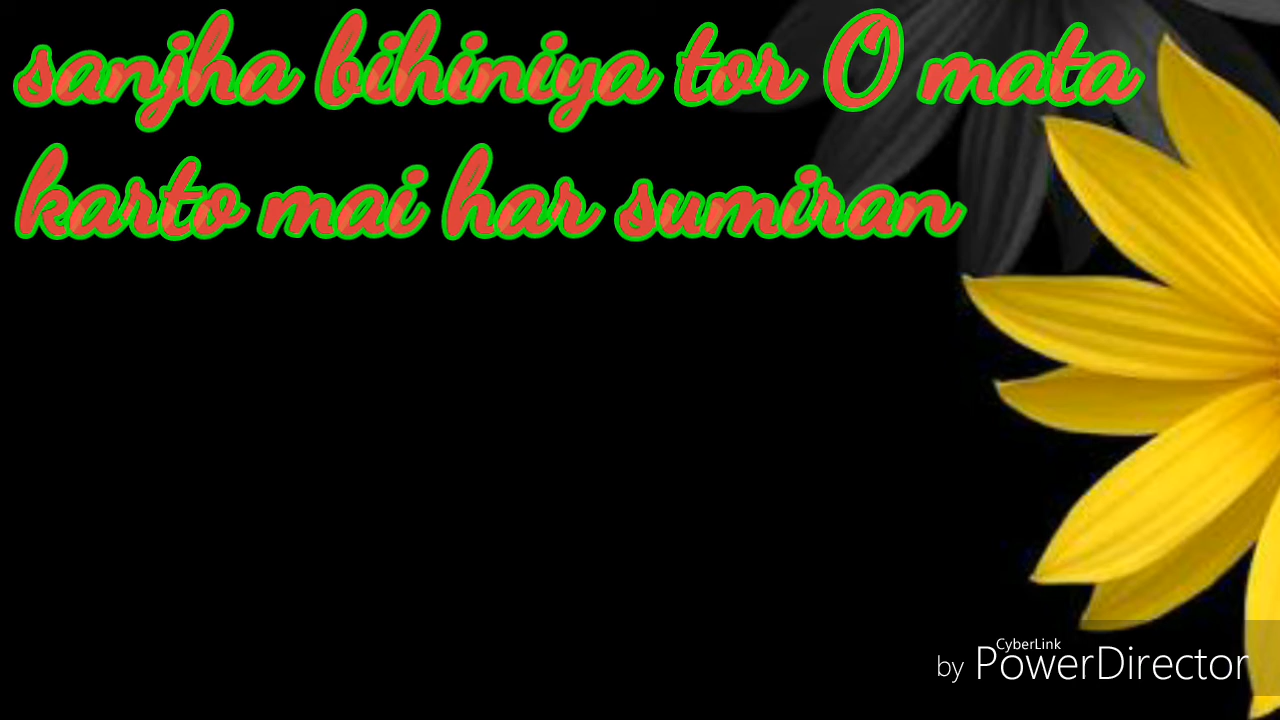 sanjha bihiniya tor O mata
karto mai har sumiran
CyberLink
by PowerDirector